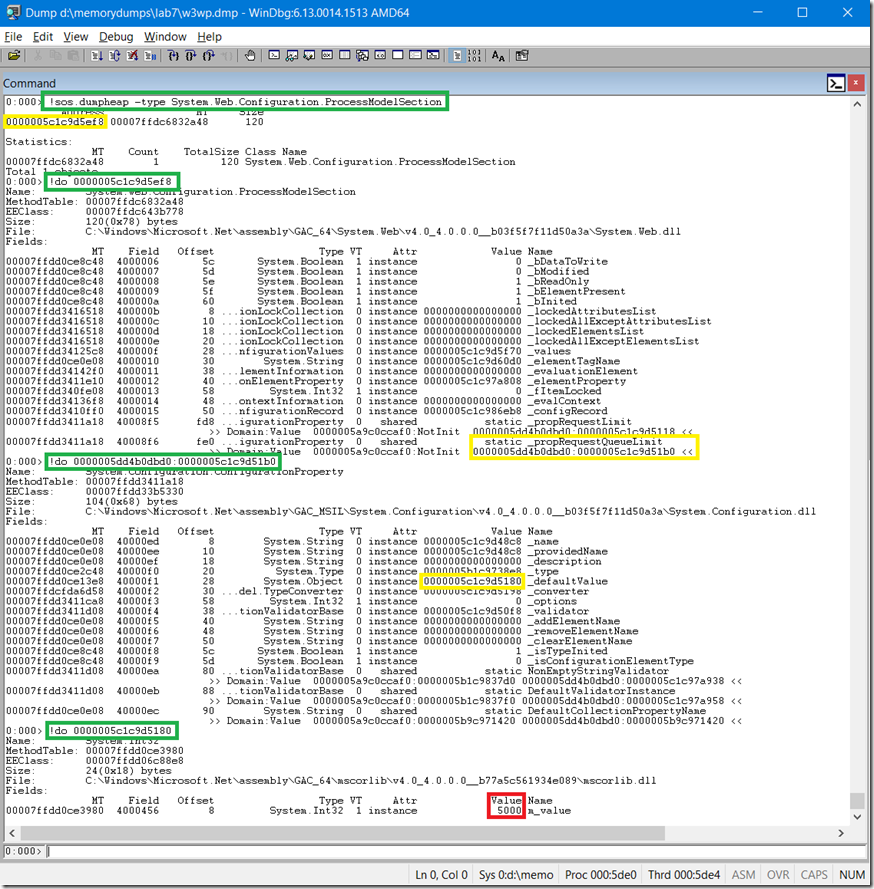 Dump d:\memorydumps\lab7\w3wp.dmp - WinDbg:6.13.0014.1513 AMD64
File Edit View Debug Window Help
Command
0:000> !sos.dumpheap -type System.Web.Configuration.ProcessModelSection
Address MT Size
0000005c1c9d5ef8 00007ffdc6832a48 120
Statistics:
MT Count TotalSize Class Name
00007ffdc6832a48 1 120 System.Web.Configuration.ProcessModelSection
Total 1 objects
0:000> !do 0000005c1c9d5ef8
Name: System.Web.Configuration.ProcessModelSection
MethodTable: 00007ffdc6832a48
EEClass: 00007ffdc643b778
Size: 120(0x78) bytes
File: C:\Windows\Microsoft.Net\assembly\GAC_64\System.Web\v4.0_4.0.0.0__b03f5f7f11d50a3a\System.Web.dll
Fields:
MT Field Offset Type VT Attr Value Name
00007ffdd0ce8c48 4000006 5c System.Boolean 1 instance 0 _bDataToWrite
00007ffdd0ce8c48 4000007 5d System.Boolean 1 instance 0 _bModified
00007ffdd0ce8c48 4000008 5e System.Boolean 1 instance 1 _bReadOnly
00007ffdd0ce8c48 4000009 5f System.Boolean 1 instance 1 _bElementPresent
00007ffdd0ce8c48 400000a 60 System.Boolean 1 instance 1 _bInited
00007ffdd3416518 400000b 8 ...ionLockCollection 0 instance 0000000000000000 _lockedAttributesList
00007ffdd3416518 400000c 10 ...ionLockCollection 0 instance 0000000000000000 _lockedAllExceptAttributesList
00007ffdd3416518 400000d 18 ...ionLockCollection 0 instance 0000000000000000 _lockedElementsList
00007ffdd3416518 400000e 20 ...ionLockCollection 0 instance 0000000000000000 _lockedAllExceptElementsList
00007ffdd34125c8 400000f 28 ...nfigurationValues 0 instance 0000005c1c9d5f70 _values
00007ffdd0ce0e08 4000010 30 System.String 0 instance 0000005c1c9d60d0 _elementTagName
00007ffdd34142f0 4000011 38 ...lementInformation 0 instance 0000000000000000 _evaluationElement
00007ffdd3411e10 4000012 40 ...onElementProperty 0 instance 0000005c1c97a808 _elementProperty
00007ffdd340fe08 4000013 58 System.Int32 1 instance 0 _fItemLocked
00007ffdd34136f8 4000014 48 ...ontextInformation 0 instance 0000000000000000 _evalContext
00007ffdd3410ff0 4000015 50 ...nfigurationRecord 0 instance 0000005c1c986eb8 _configRecord
00007ffdd3411a18 40008f5 fd8 ...igurationProperty 0 shared static _propRequestLimit
>> Domain:Value 0000005a9c0ccaf0:NotInit 0000005dd4b0dbd0:0000005c1c9d5118 <<
00007ffdd3411a18 40008f6 fe0 ...igurationProperty 0 shared static _propRequestQueueLimit
>> Domain:Value 0000005a9c0ccaf0:NotInit 0000005dd4b0dbd0:0000005c1c9d51b0 <<
0:000> !do 0000005dd4b0dbd0:0000005c1c9d51b0
Name: System.Configuration.ConfigurationProperty
MethodTable: 00007ffdd3411a18
EEClass: 00007ffdd33b5330
Size: 104(0x68) bytes
File: C:\Windows\Microsoft.Net\assembly\GAC_MSIL\System.Configuration\v4.0_4.0.0.0__b03f5f7f11d50a3a\System.Configuration.dll
Fields:
MT Field Offset Type VT Attr Value Name
00007ffdd0ce0e08 40000ed 8 System.String 0 instance 0000005c1c9d48c8 _name
00007ffdd0ce0e08 40000ee 10 System.String 0 instance 0000005c1c9d48c8 _providedName
00007ffdd0ce0e08 40000ef 18 System.String 0 instance 0000000000000000 _description
00007ffdd0ce2c48 40000f0 20 System.Type 0 instance 0000005b1c9738e8 _type
00007ffdd0ce13e8 40000f1 28 System.Object 0 instance 0000005c1c9d5180 _defaultValue
00007ffdcfda6d58 40000f2 30 ...del.TypeConverter 0 instance 0000005c1c9d5198 _converter
00007ffdd3411ca8 40000f3 58 System.Int32 1 instance 0 _options
00007ffdd3411d08 40000f4 38 ...tionValidatorBase 0 instance 0000005c1c9d50f8 _validator
00007ffdd0ce0e08 40000f5 40 System.String 0 instance 0000000000000000 _addElementName
00007ffdd0ce0e08 40000f6 48 System.String 0 instance 0000000000000000 _removeElementName
00007ffdd0ce0e08 40000f7 50 System.String 0 instance 0000000000000000 _clearElementName
00007ffdd0ce8c48 40000f8 5c System.Boolean 1 instance 1 _isTypeInited
00007ffdd0ce8c48 40000f9 5d System.Boolean 1 instance 0 _isConfigurationElementType
00007ffdd3411d08 40000ea 80 ...tionValidatorBase 0 shared static NonEmptyStringValidator
>> Domain:Value 0000005a9c0ccaf0:0000005b1c9837d0 0000005dd4b0dbd0:0000005c1c97a938 <<
00007ffdd3411d08 40000eb 88 ...tionValidatorBase 0 shared static DefaultValidatorInstance
>> Domain:Value 0000005a9c0ccaf0:0000005b1c9837f0 0000005dd4b0dbd0:0000005c1c97a958 <<
00007ffdd0ce0e08 40000ec 90 System.String 0 shared static DefaultCollectionPropertyName
>> Domain:Value 0000005a9c0ccaf0:0000005b9c971420 0000005dd4b0dbd0:0000005b9c971420 <<
0:000> !do 0000005c1c9d5180
Name: System.Int32
MethodTable: 00007ffdd0ce3980
EEClass: 00007ffdd06c88e8
Size: 24(0x18) bytes
File: C:\Windows\Microsoft.Net\assembly\GAC_64\mscorlib\v4.0_4.0.0.0__b77a5c561934e089\mscorlib.dll
Fields:
MT Field Offset Type VT Attr Value Name
00007ffdd0ce3980 4000456 8 System.Int32 1 instance 5000 m_value
0:000>
Ln 0, Col 0 Sys 0:d:\memo Proc 000:5de0 Thrd 000:5de4 ASM OVR CAPS NUM